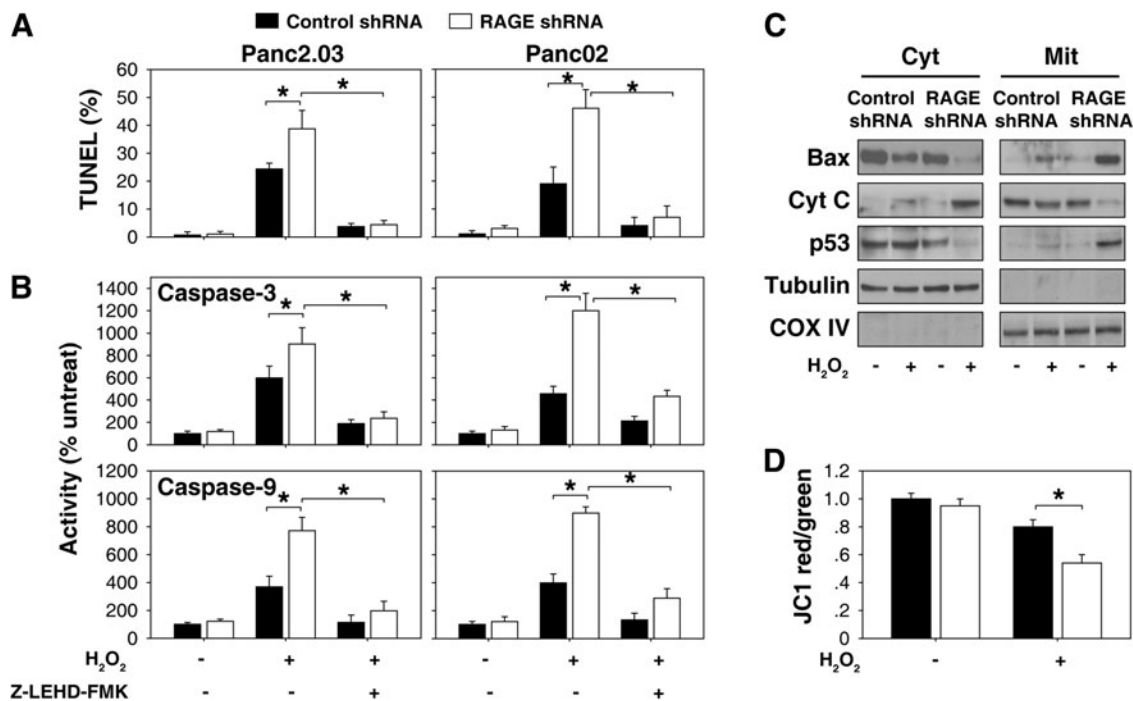 A
Control shRNA RAGE shRNA
Panc2.03 Panc02
TUNEL (%)
60
50
40
30
20
10
0
* * * *
B
Activity (% untreat)
Caspase-3
1400
1200
1000
800
600
400
200
0
* * * *
Caspase-9
1200
1000
800
600
400
200
0
* * * *
H₂O₂ - + + - + +
Z-LEHD-FMK - - + - - +
C
Cyt Mit
Control RAGE Control RAGE
shRNA shRNA shRNA shRNA
Bax
Cyt C
p53
Tubulin
COX IV
H₂O₂ - + - + - + - +
D
JC1 red/green
1.2
1.0
.8
.6
.4
.2
0
*
H₂O₂ - +